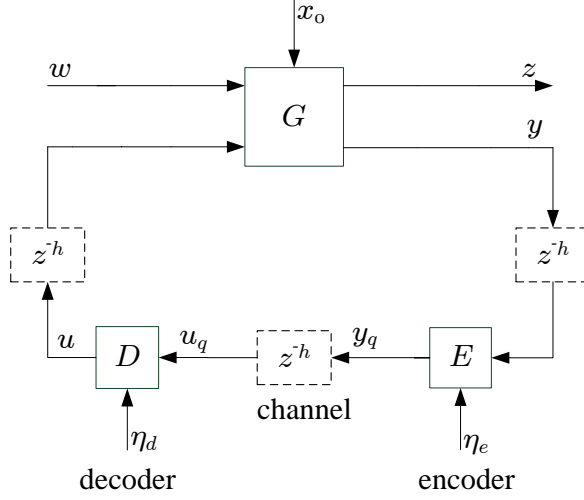 x_o
w
z
G
y
z^-h
z^-h
u
D
u_q
z^-h
y_q
E
channel
η_d
η_e
decoder
encoder